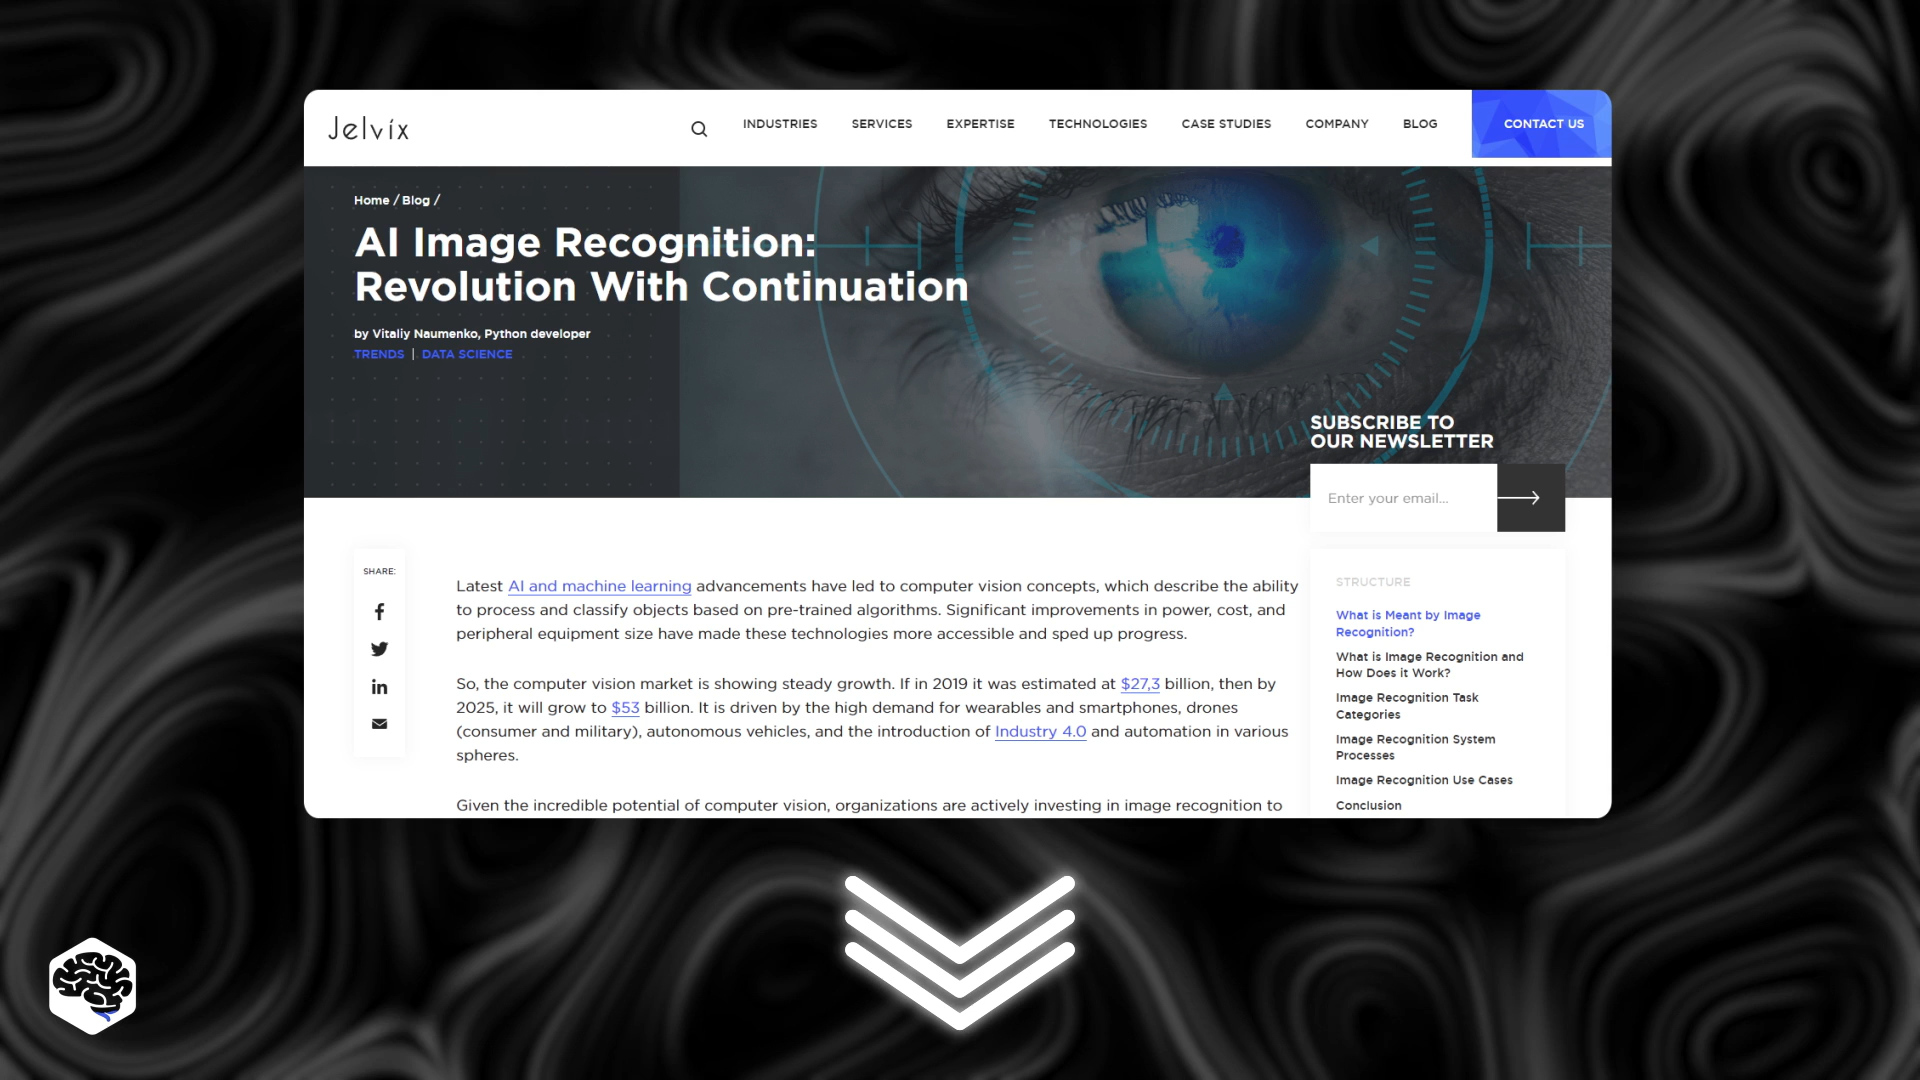 Jelvix
INDUSTRIES
SERVICES
EXPERTISE
TECHNOLOGIES
CASE STUDIES
COMPANY
BLOG
CONTACT US
Home / Blog /
AI Image Recognition:
Revolution With Continuation
by Vitaliy Naumenko, Python developer
TRENDS | DATA SCIENCE
SUBSCRIBE TO
OUR NEWSLETTER
Enter your email...
SHARE:
Latest AI and machine learning advancements have led to computer vision concepts, which describe the ability
to process and classify objects based on pre-trained algorithms. Significant improvements in power, cost, and
peripheral equipment size have made these technologies more accessible and sped up progress.
So, the computer vision market is showing steady growth. If in 2019 it was estimated at $27,3 billion, then by
2025, it will grow to $53 billion. It is driven by the high demand for wearables and smartphones, drones
(consumer and military), autonomous vehicles, and the introduction of Industry 4.0 and automation in various
spheres.
Given the incredible potential of computer vision, organizations are actively investing in image recognition to
STRUCTURE
What is Meant by Image
Recognition?
What is Image Recognition and
How Does it Work?
Image Recognition Task
Categories
Image Recognition System
Processes
Image Recognition Use Cases
Conclusion